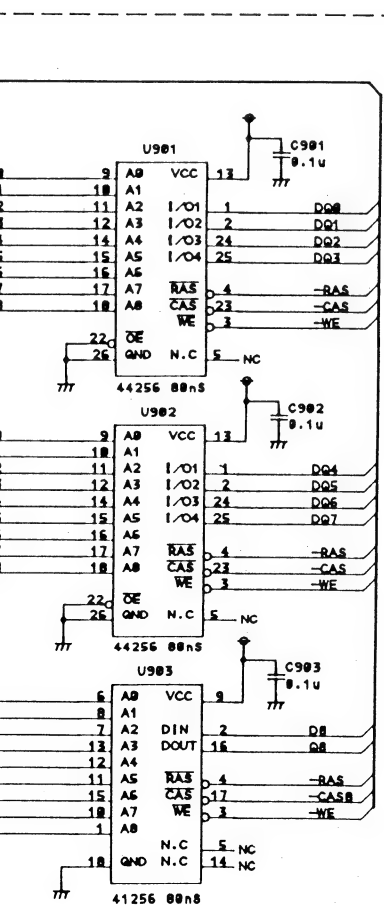 U901
C901
0.1u
9 A0 VCC 13
10 A1
11 A2 I/O1 1 DQ0
12 A3 I/O2 2 DQ1
14 A4 I/O3 24 DQ2
15 A5 I/O4 25 DQ3
16 A6
17 A7 RAS 4 -RAS
18 A8 CAS 23 -CAS
WE 3 -WE
22 OE
26 GND N.C 5 NC
44256 80nS
U902
C902
0.1u
9 A0 VCC 13
10 A1
11 A2 I/O1 1 DQ4
12 A3 I/O2 2 DQ5
14 A4 I/O3 24 DQ6
15 A5 I/O4 25 DQ7
16 A6
17 A7 RAS 4 -RAS
18 A8 CAS 23 -CAS
WE 3 -WE
22 OE
26 GND N.C 5 NC
44256 80nS
U903
C903
0.1u
6 A0 VCC 9
8 A1
7 A2 DIN 2 D8
13 A3 DOUT 16 Q8
12 A4
11 A5 RAS 4 -RAS
15 A6 CAS 17 -CAS8
10 A7 WE 3 -WE
1 A8
N.C 5 NC
18 GND N.C 14 NC
41256 80nS